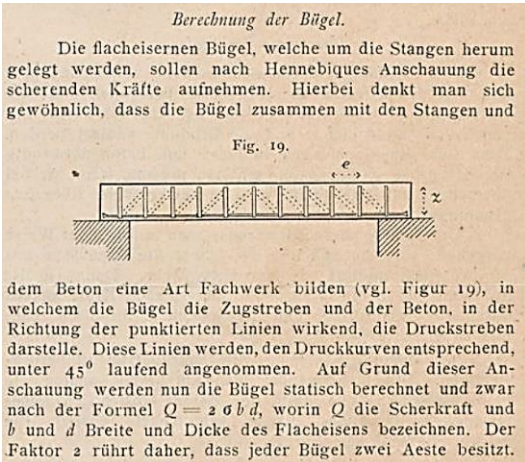 Berechnung der Bügel.
Die flacheisernen Bügel, welche um die Stangen herum
gelegt werden, sollen nach Hennebiques Anschauung die
scherenden Kräfte aufnehmen. Hierbei denkt man sich
gewöhnlich, dass die Bügel zusammen mit den Stangen und
Fig. 19.
e
z
dem Beton eine Art Fachwerk bilden (vgl. Figur 19), in
welchem die Bügel die Zugstreben und der Beton, in der
Richtung der punktierten Linien wirkend, die Druckstreben
darstelle. Diese Linien werden, den Druckkurven entsprechend,
unter 45⁰ laufend angenommen. Auf Grund dieser An-
schauung werden nun die Bügel statisch berechnet und zwar
nach der Formel Q = 2 σ b d, worin Q die Scherkraft und
b und d Breite und Dicke des Flacheisens bezeichnen. Der
Faktor 2 rührt daher, dass jeder Bügel zwei Aeste besitzt.